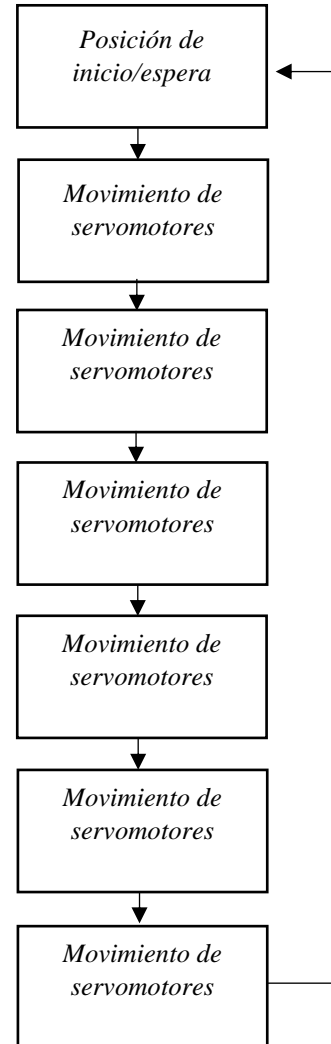 Posición de
inicio/espera
Movimiento de
servomotores
Movimiento de
servomotores
Movimiento de
servomotores
Movimiento de
servomotores
Movimiento de
servomotores
Movimiento de
servomotores